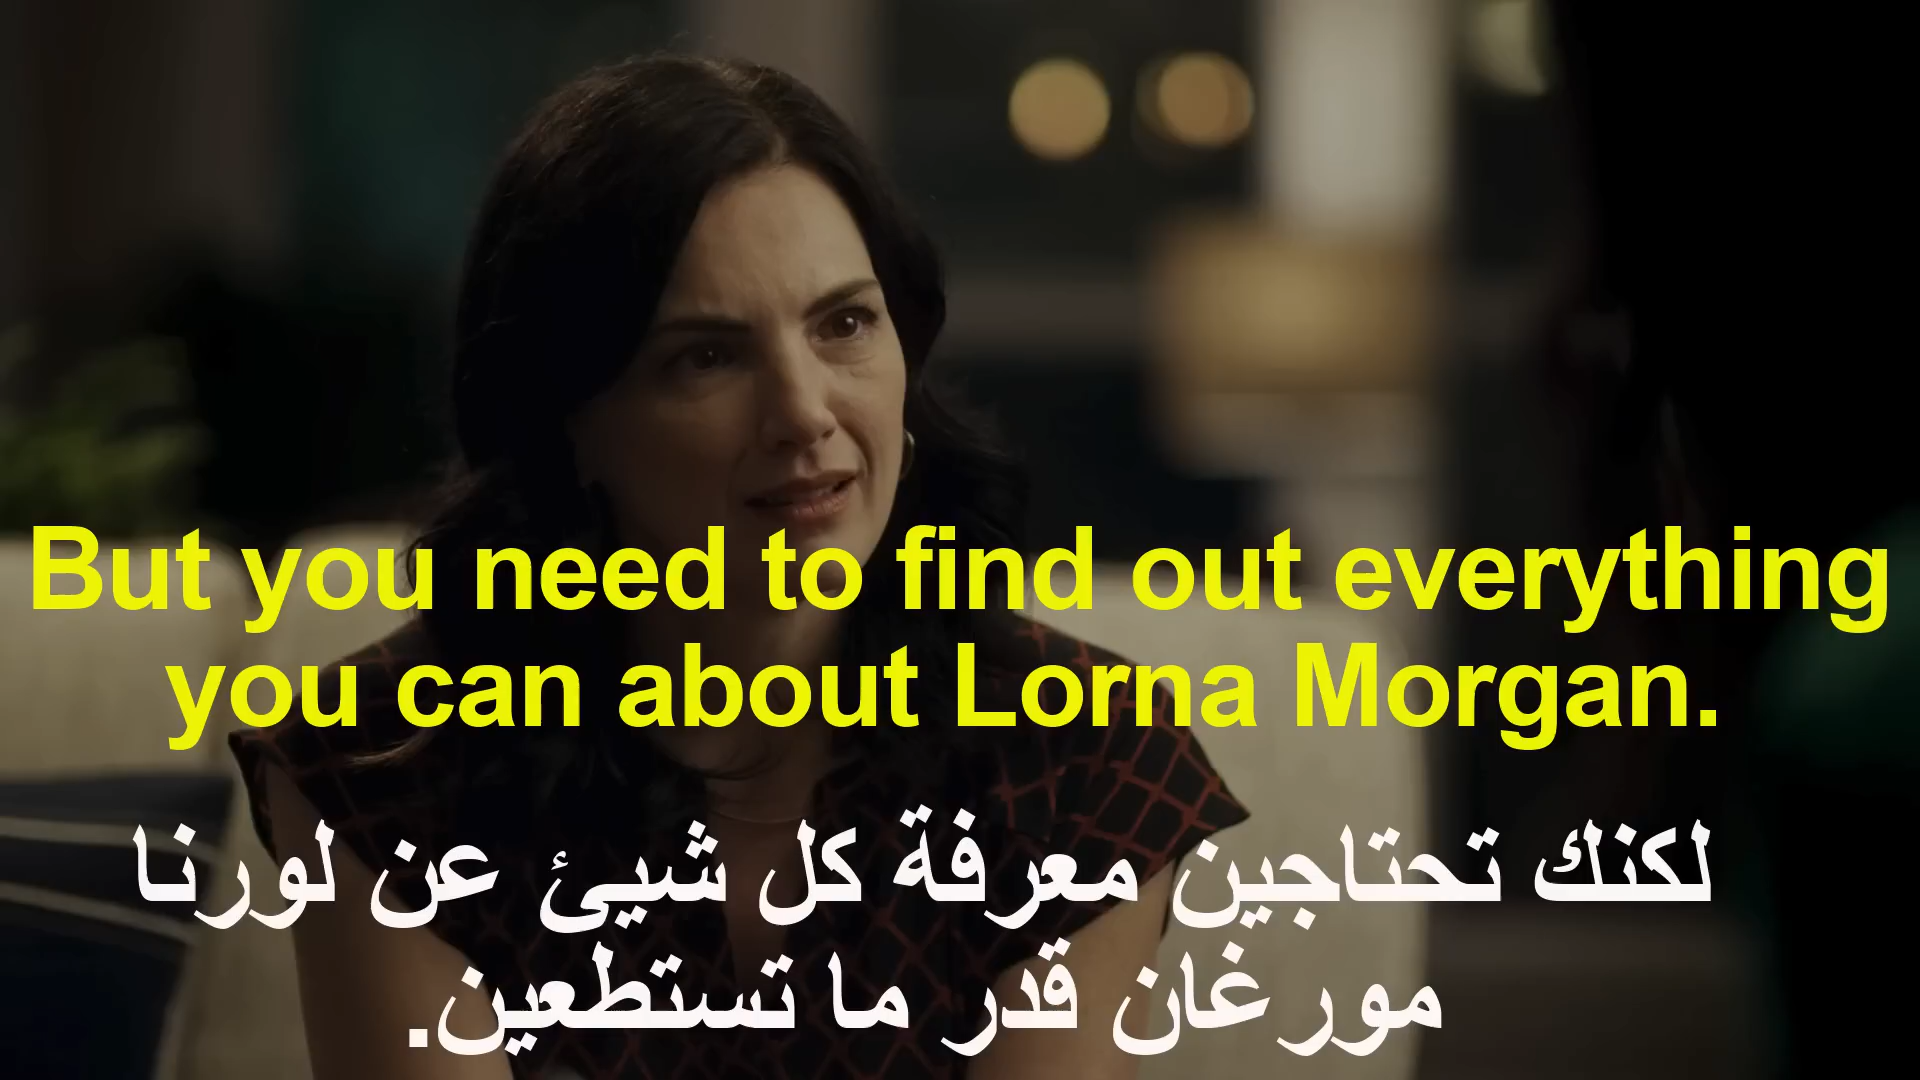 But you need to find out everything
you can about Lorna Morgan.
لكنك تحتاجين معرفة كل شيئ عن لورنا
مورغان قدر ما تستطعين.